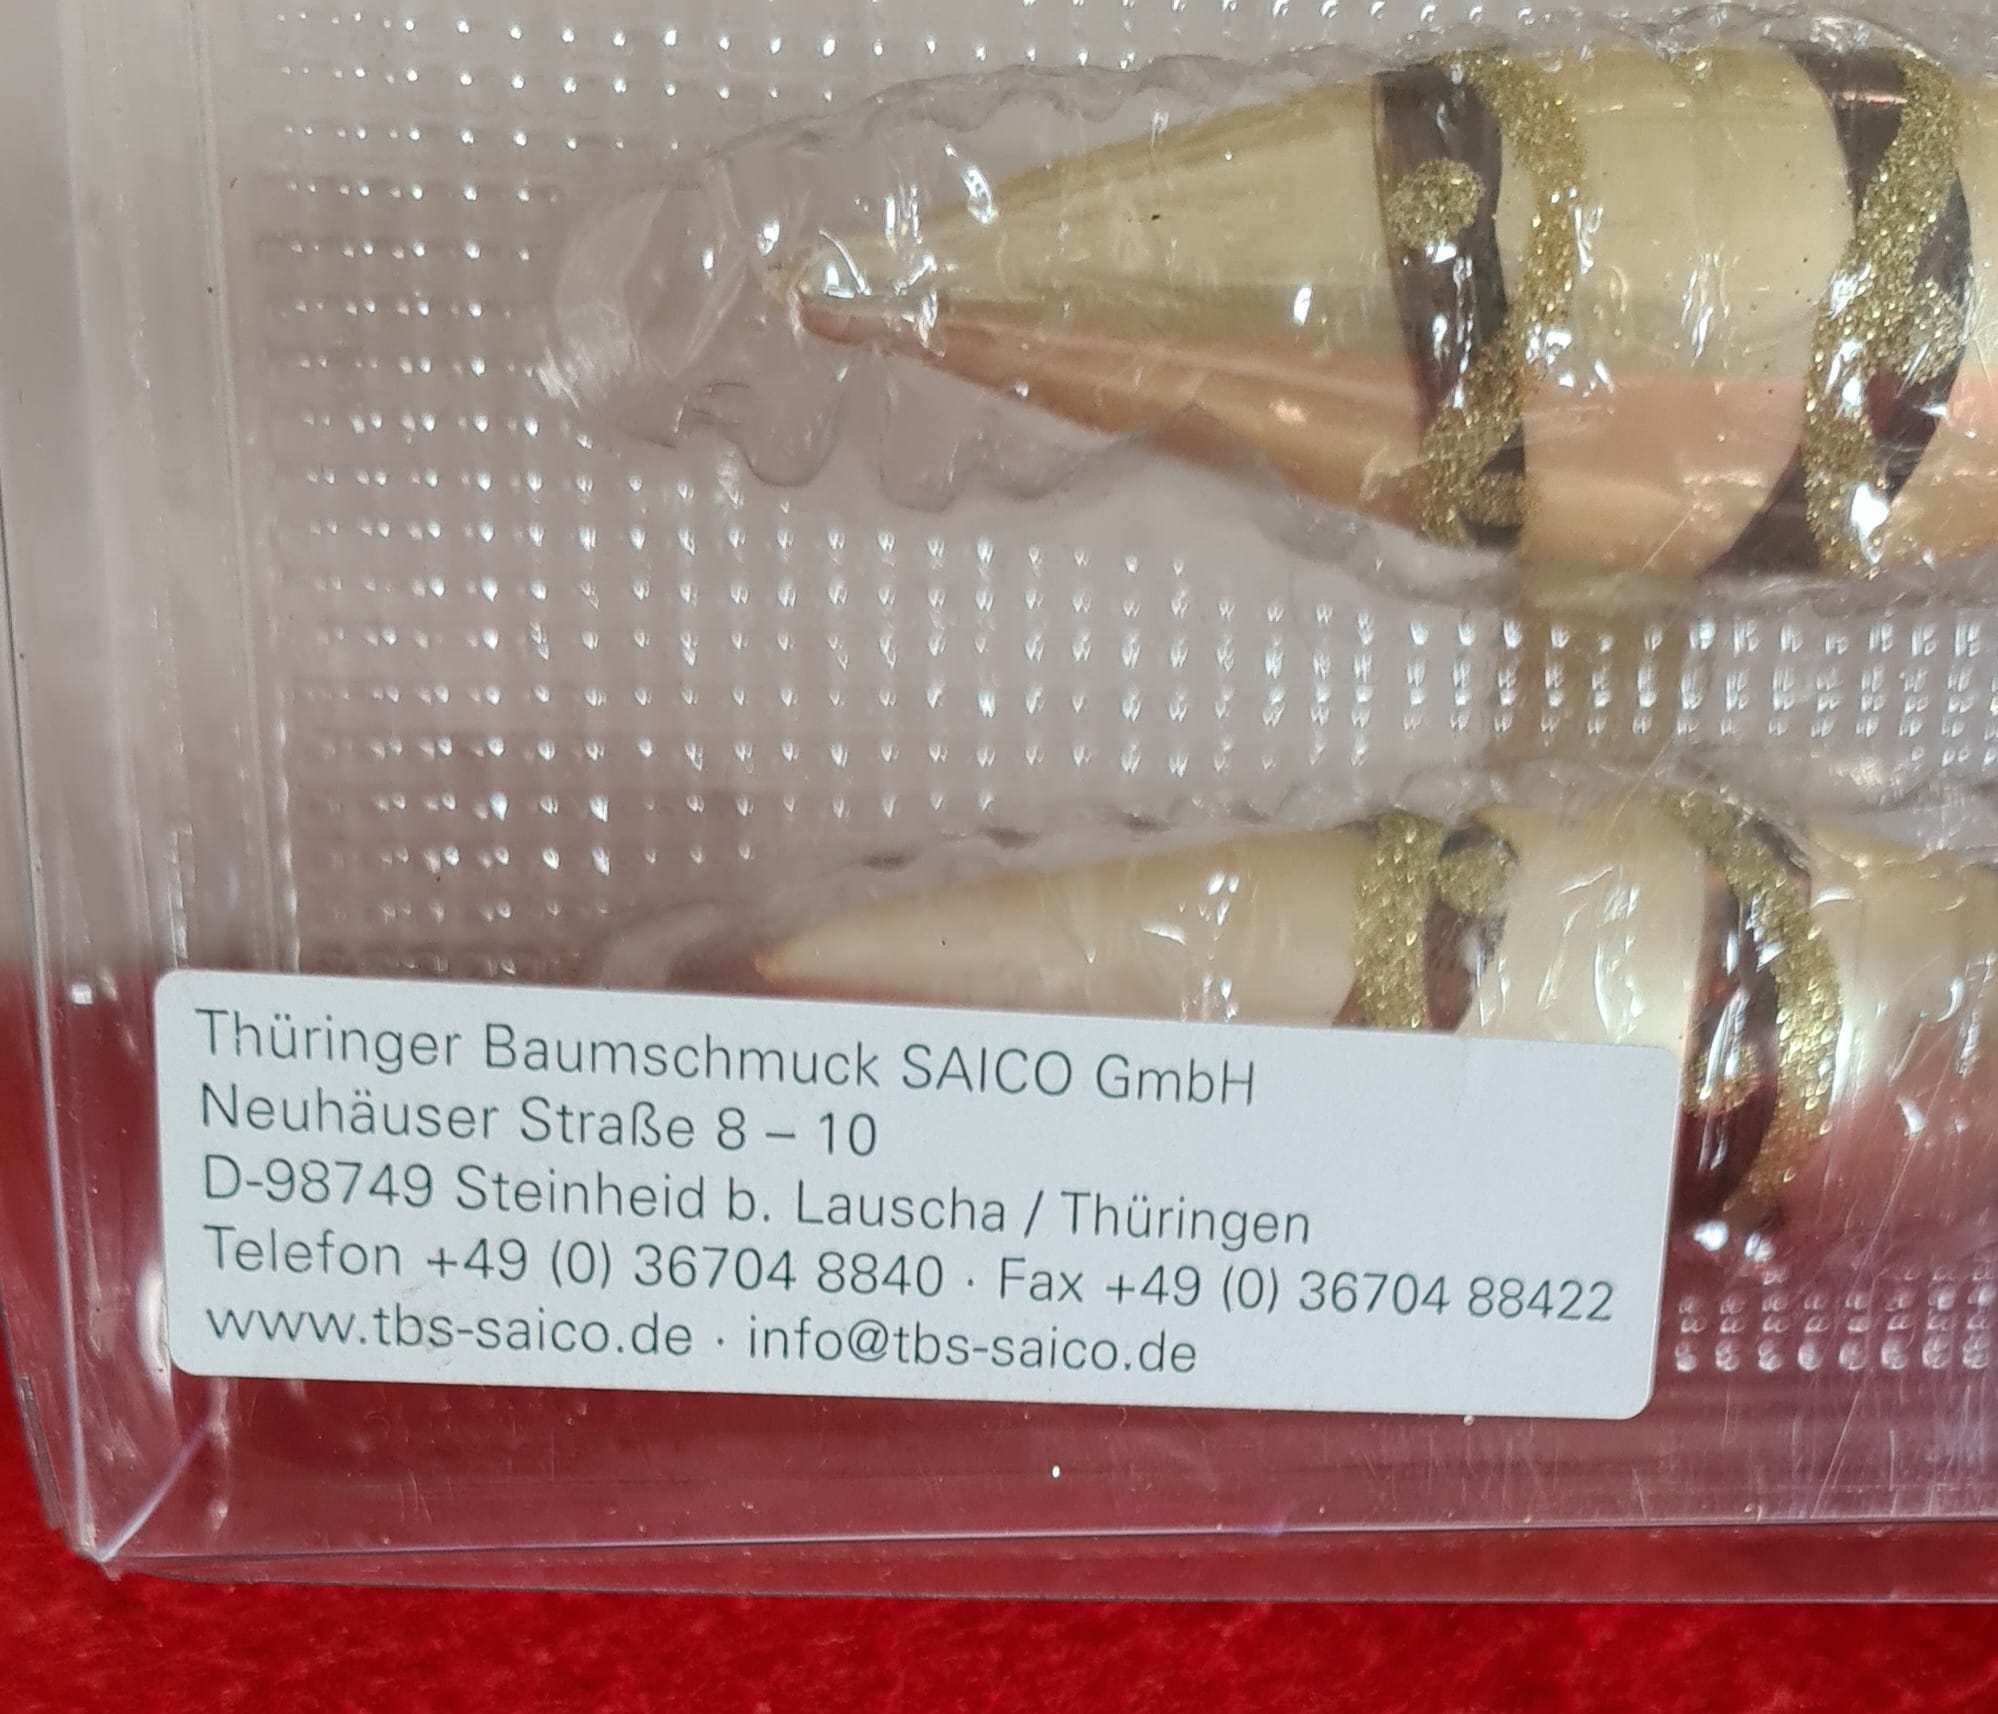 Thüringer Baumschmuck SAICO GmbH
Neuhäuser Straße 8 – 10
D-98749 Steinheid b. Lauscha / Thüringen
Telefon +49 (0) 36704 8840 · Fax +49 (0) 36704 88422
www.tbs-saico.de · info@tbs-saico.de